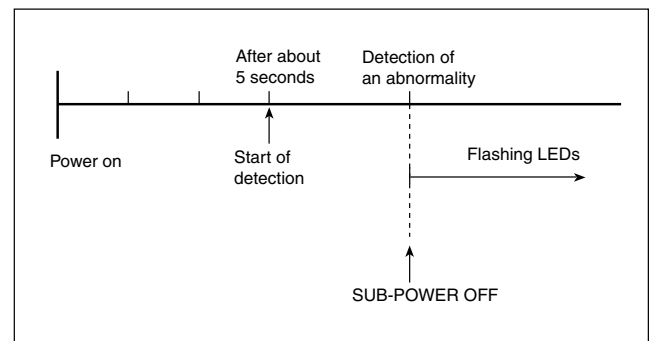 After about
5 seconds
Detection of
an abnormality
Power on
Start of
detection
Flashing LEDs
SUB-POWER OFF